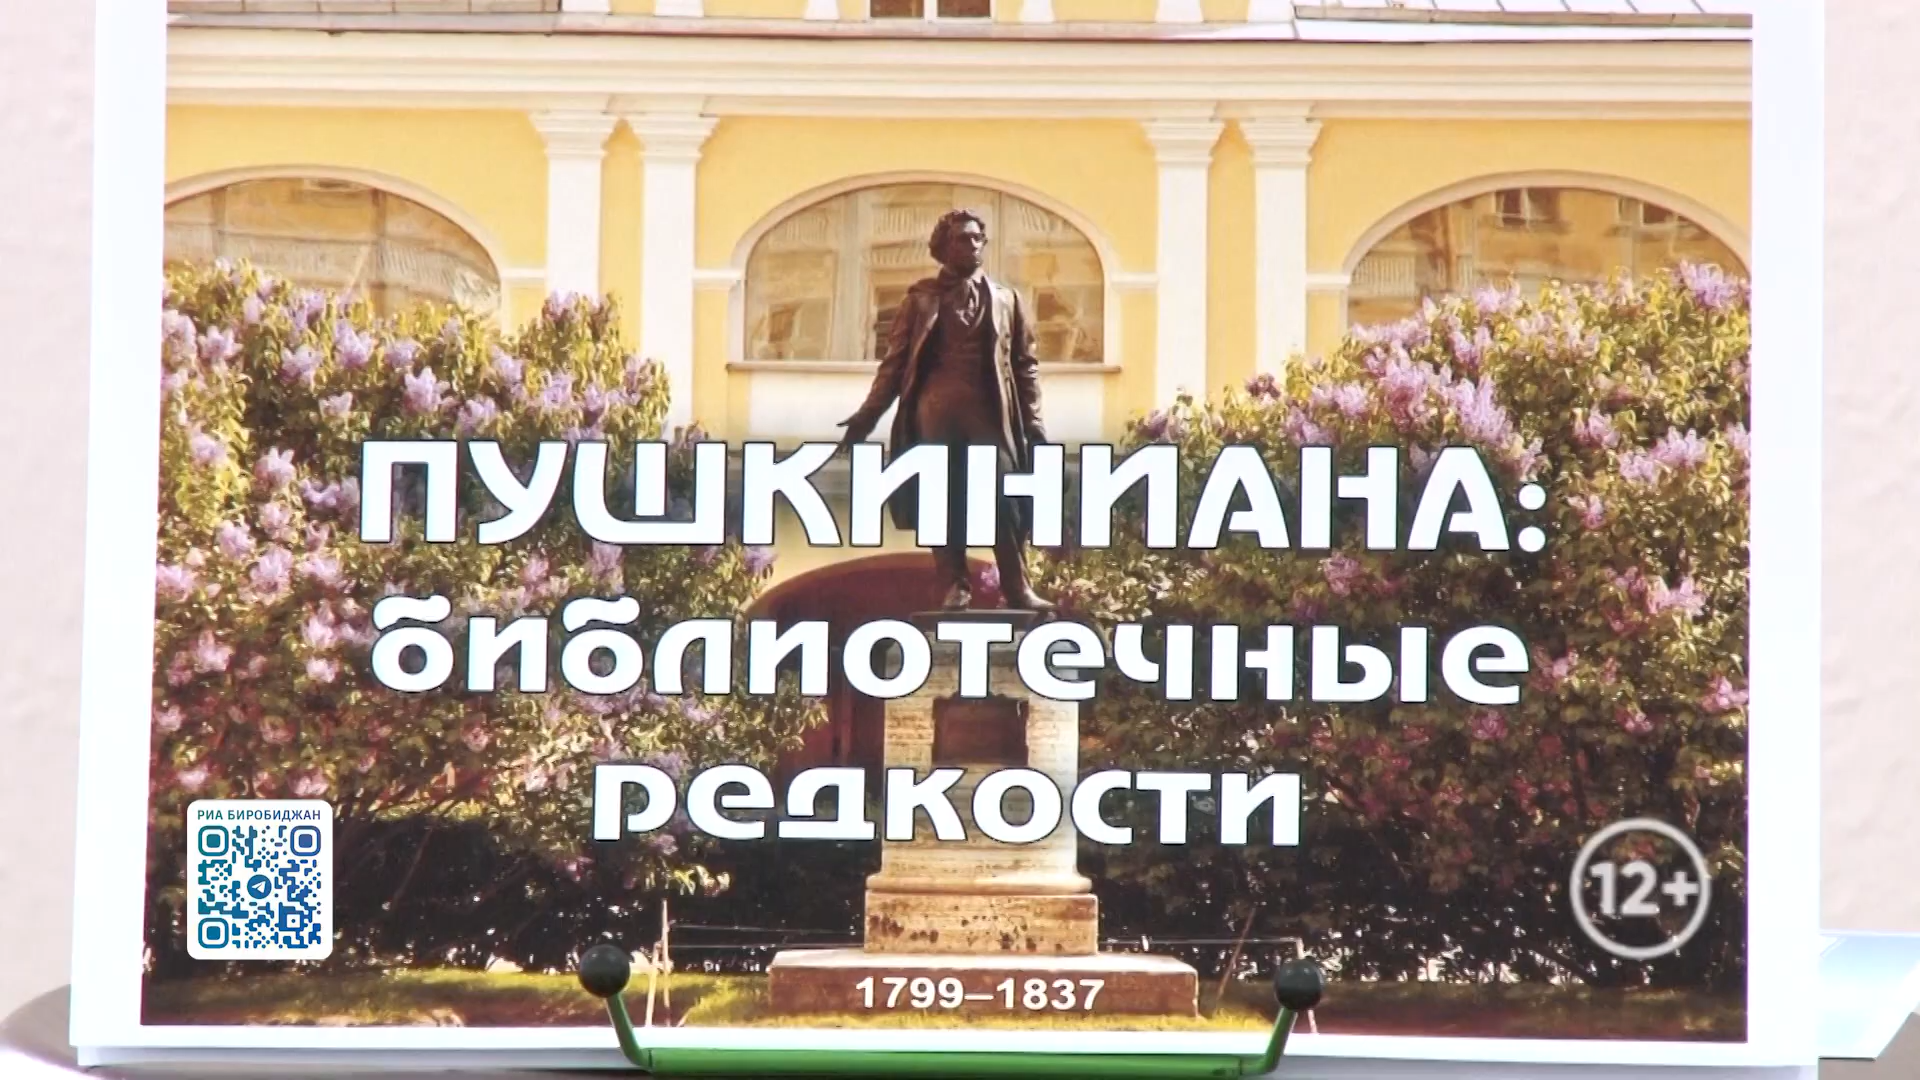 ПУШКИНИАНА:
библиотечные
редкости
РИА БИРОБИДЖАН
12+
1799–1837